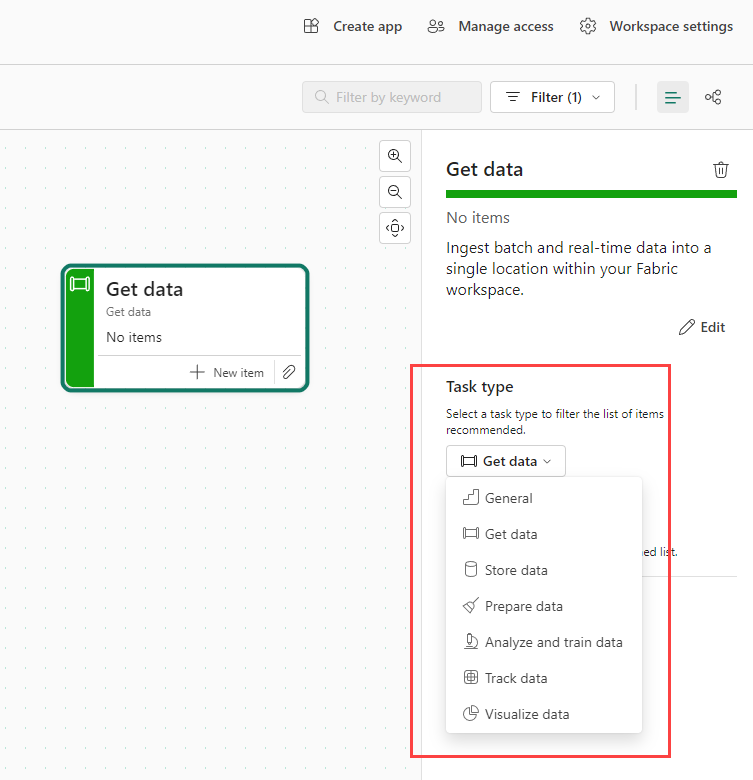 Create app
Manage access
Workspace settings
Filter by keyword
Filter (1)
Get data
Get data
No items
New item
Get data
No items
Ingest batch and real-time data into a
single location within your Fabric
workspace.
Edit
Task type
Select a task type to filter the list of items
recommended.
Get data
General
Get data
list.
Store data
Prepare data
Analyze and train data
Track data
Visualize data